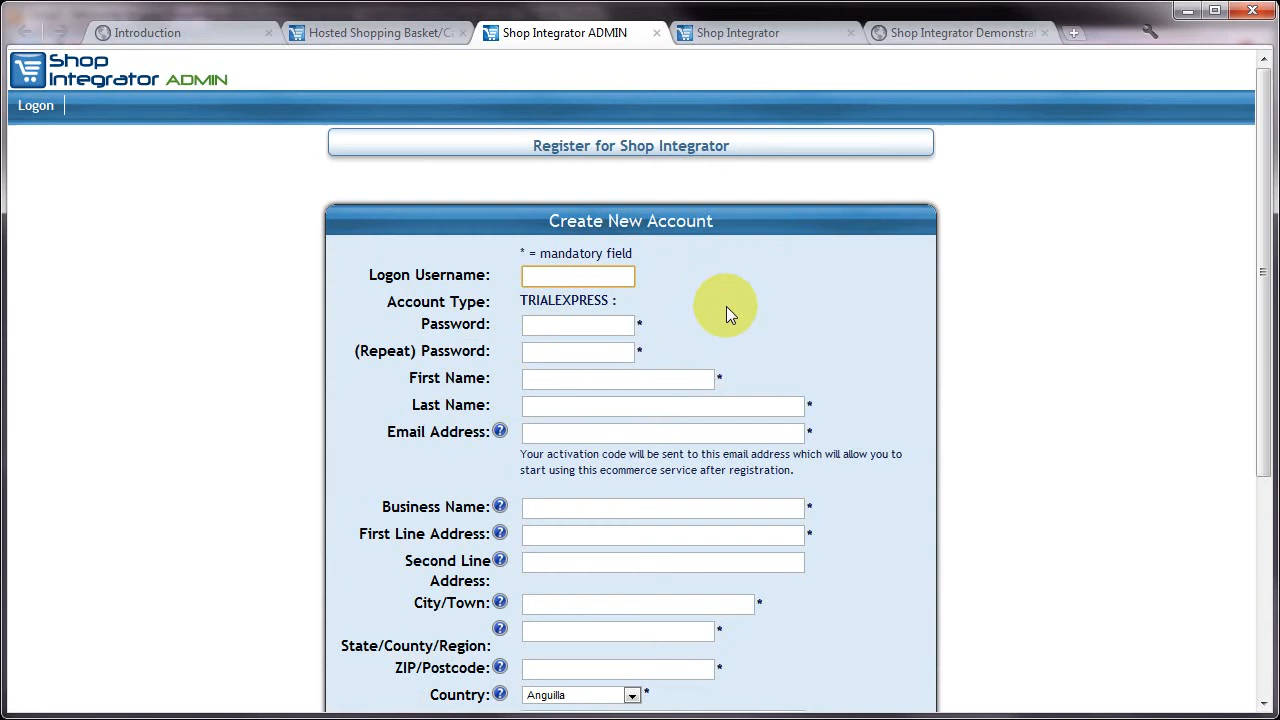 Introduction
Hosted Shopping Basket/Ca
Shop Integrator ADMIN
Shop Integrator
Shop Integrator Demonstrat
Shop
Integrator ADMIN
Logon
Register for Shop Integrator
Create New Account
* = mandatory field
Logon Username:
Account Type: TRIALEXPRESS :
Password: *
(Repeat) Password: *
First Name: *
Last Name: *
Email Address: ? *
Your activation code will be sent to this email address which will allow you to
start using this ecommerce service after registration.
Business Name: ? *
First Line Address: ? *
Second Line ?
Address:
City/Town: ? *
? *
State/County/Region:
ZIP/Postcode: ? *
Country: ? Anguilla *